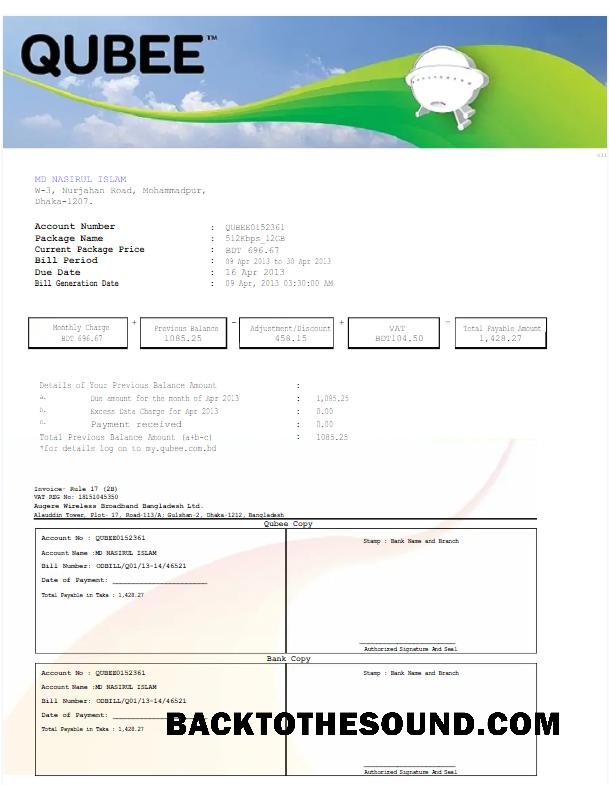 QUBEE™
MD NASIRUL ISLAM
W-3, Nurjahan Road, Mohammadpur,
Dhaka-1207.
Account Number : QUBEE0152361
Package Name : 512Kbps_12GB
Current Package Price : BDT 696.67
Bill Period : 09 Apr 2013 to 30 Apr 2013
Due Date : 16 Apr 2013
Bill Generation Date : 09 Apr, 2013 03:30:00 AM
Monthly Charge + Previous Balance - Adjustment/Discount + VAT = Total Payable Amount
BDT 696.67 1085.25 458.15 BDT104.50 1,428.27
Details of Your Previous Balance Amount :
a. Due amount for the month of Apr 2013 : 1,085.25
b. Excess Data Charge for Apr 2013 : 0.00
c. Payment received : 0.00
Total Previous Balance Amount (a+b-c) : 1085.25
*for details log on to my.qubee.com.bd
Invoice- Rule 17 (2B)
VAT REG No: 18151045350
Augere Wireless Broadband Bangladesh Ltd.
Alauddin Tower, Plot- 17, Road-113/A; Gulshan-2, Dhaka-1212, Bangladesh
Qubee Copy
Account No : QUBEE0152361
Stamp : Bank Name and Branch
Account Name :MD NASIRUL ISLAM
Bill Number: ODBILL/Q01/13-14/46521
Date of Payment: ______________________
Total Payable in Taka : 1,428.27
Authorized Signature And Seal
Bank Copy
Account No : QUBEE0152361
Stamp : Bank Name and Branch
Account Name :MD NASIRUL ISLAM
Bill Number: ODBILL/Q01/13-14/46521
Date of Payment: ______________________
BACKTOTHESOUND.COM
Total Payable in Taka : 1,428.27
Authorized Signature And Seal